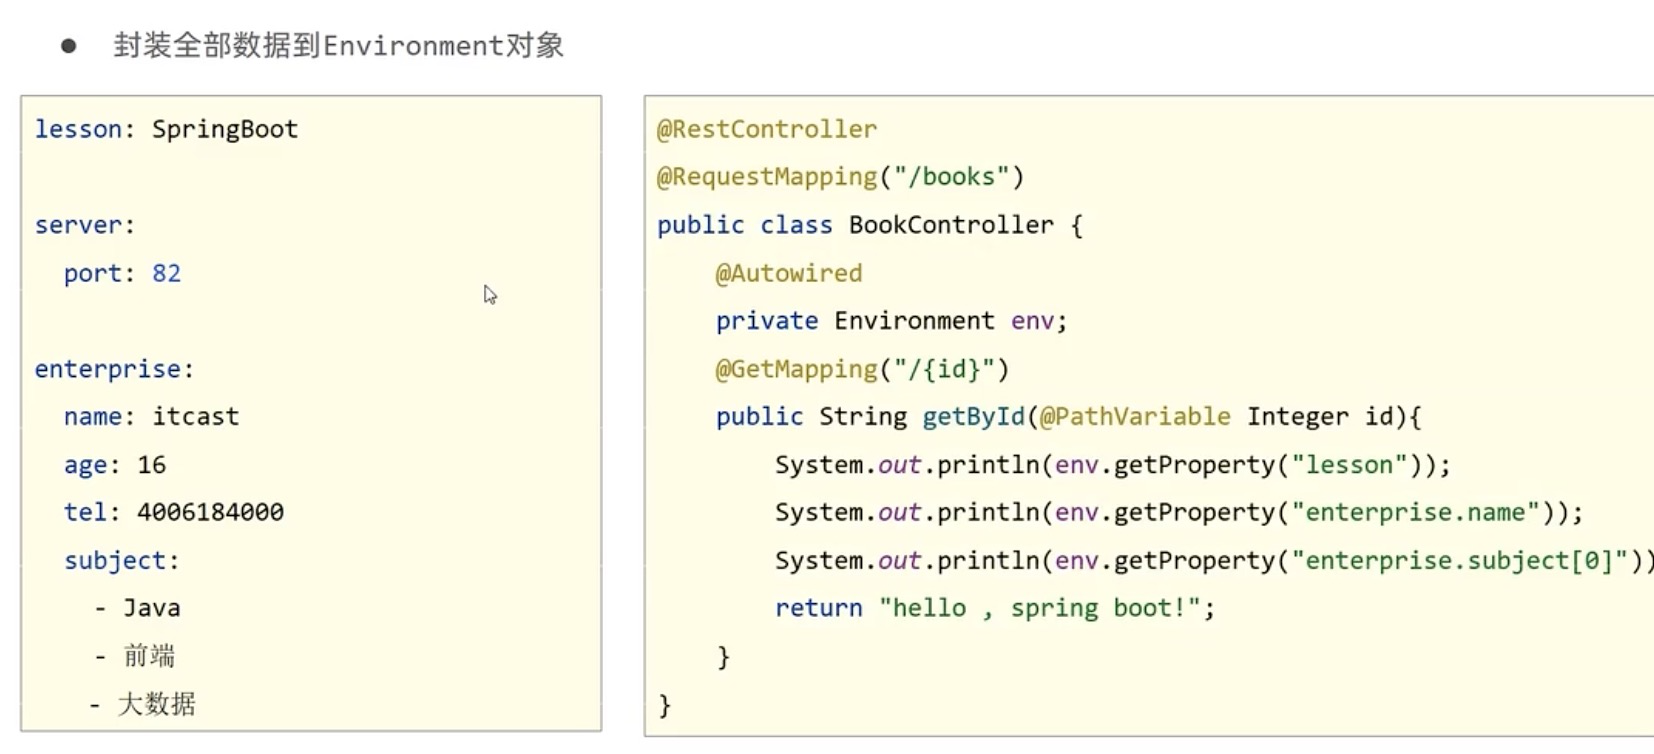 ● 封装全部数据到Environment对象
lesson: SpringBoot
server:
  port: 82
enterprise:
  name: itcast
  age: 16
  tel: 4006184000
  subject:
    - Java
    - 前端
    - 大数据
@RestController
@RequestMapping("/books")
public class BookController {
    @Autowired
    private Environment env;
    @GetMapping("/{id}")
    public String getById(@PathVariable Integer id){
        System.out.println(env.getProperty("lesson"));
        System.out.println(env.getProperty("enterprise.name"));
        System.out.println(env.getProperty("enterprise.subject[0]"))
        return "hello , spring boot!";
    }
}